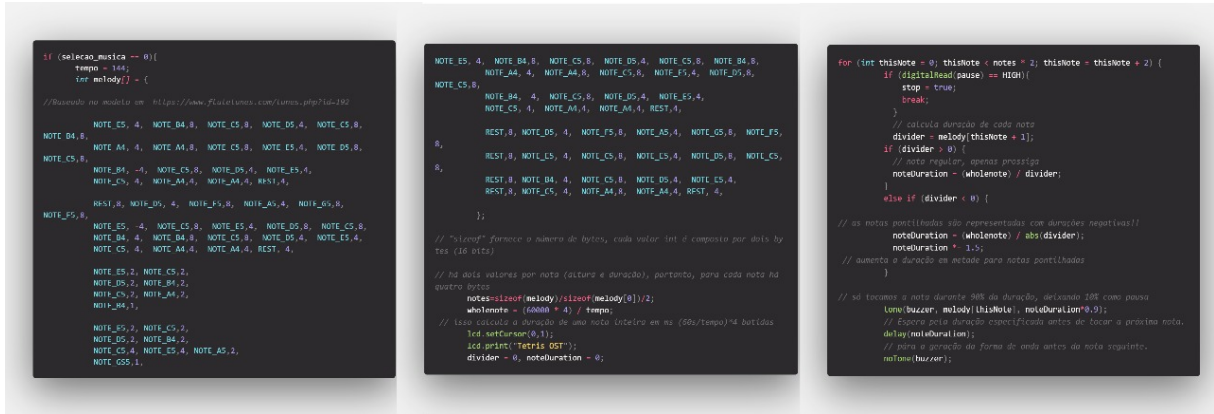 if (selecao_musica == 0){
tempo = 144;
int melody[] = {
//Baseado no modelo em https://www.flutetunes.com/tunes.php?id=192
NOTE_E5, 4, NOTE_B4,8, NOTE_C5,8, NOTE_D5,4, NOTE_C5,8,
NOTE_B4,8,
NOTE_A4, 4, NOTE_A4,8, NOTE_C5,8, NOTE_E5,4, NOTE_D5,8,
NOTE_C5,8,
NOTE_B4, -4, NOTE_C5,8, NOTE_D5,4, NOTE_E5,4,
NOTE_C5, 4, NOTE_A4,4, NOTE_A4,4, REST,4,
REST,8, NOTE_D5, 4, NOTE_F5,8, NOTE_A5,4, NOTE_G5,8,
NOTE_F5,8,
NOTE_E5, -4, NOTE_C5,8, NOTE_E5,4, NOTE_D5,8, NOTE_C5,8,
NOTE_B4, 4, NOTE_B4,8, NOTE_C5,8, NOTE_D5,4, NOTE_E5,4,
NOTE_C5, 4, NOTE_A4,4, NOTE_A4,4, REST, 4,
NOTE_E5,2, NOTE_C5,2,
NOTE_D5,2, NOTE_B4,2,
NOTE_C5,2, NOTE_A4,2,
NOTE_B4,1,
NOTE_E5,2, NOTE_C5,2,
NOTE_D5,2, NOTE_B4,2,
NOTE_C5,4, NOTE_E5,4, NOTE_A5,2,
NOTE_GS5,1,
NOTE_E5, 4, NOTE_B4,8, NOTE_C5,8, NOTE_D5,4, NOTE_C5,8, NOTE_B4,8,
NOTE_A4, 4, NOTE_A4,8, NOTE_C5,8, NOTE_E5,4, NOTE_D5,8,
NOTE_C5,8,
NOTE_B4, 4, NOTE_C5,8, NOTE_D5,4, NOTE_E5,4,
NOTE_C5, 4, NOTE_A4,4, NOTE_A4,4, REST,4,
REST,8, NOTE_D5, 4, NOTE_F5,8, NOTE_A5,4, NOTE_G5,8, NOTE_F5,
8,
REST,8, NOTE_E5, 4, NOTE_C5,8, NOTE_E5,4, NOTE_D5,8, NOTE_C5,
8,
REST,8, NOTE_B4, 4, NOTE_C5,8, NOTE_D5,4, NOTE_E5,4,
REST,8, NOTE_C5, 4, NOTE_A4,8, NOTE_A4,4, REST, 4,
};
// "sizeof" fornece o número de bytes, cada valor int é composto por dois by
tes (16 bits)
// há dois valores por nota (altura e duração), portanto, para cada nota há
quatro bytes
notes=sizeof(melody)/sizeof(melody[0])/2;
wholenote = (60000 * 4) / tempo;
// isso calcula a duração de uma nota inteira em ms (60s/tempo)*4 batidas
lcd.setCursor(0,1);
lcd.print("Tetris OST");
divider = 0, noteDuration = 0;
for (int thisNote = 0; thisNote < notes * 2; thisNote = thisNote + 2) {
if (digitalRead(pause) == HIGH){
stop = true;
break;
}
// calcula duração de cada nota
divider = melody[thisNote + 1];
if (divider > 0) {
// nota regular, apenas prossiga
noteDuration = (wholenote) / divider;
}
else if (divider < 0) {
// as notas pontilhadas são representadas com durações negativas!!
noteDuration = (wholenote) / abs(divider);
noteDuration *= 1.5;
// aumenta a duração em metade para notas pontilhadas
}
// só tocamos a nota durante 90% da duração, deixando 10% como pausa
tone(buzzer, melody[thisNote], noteDuration*0.9);
// Espera pela duração especificada antes de tocar a próxima nota.
delay(noteDuration);
// pára a geração da forma de onda antes da nota seguinte.
noTone(buzzer);